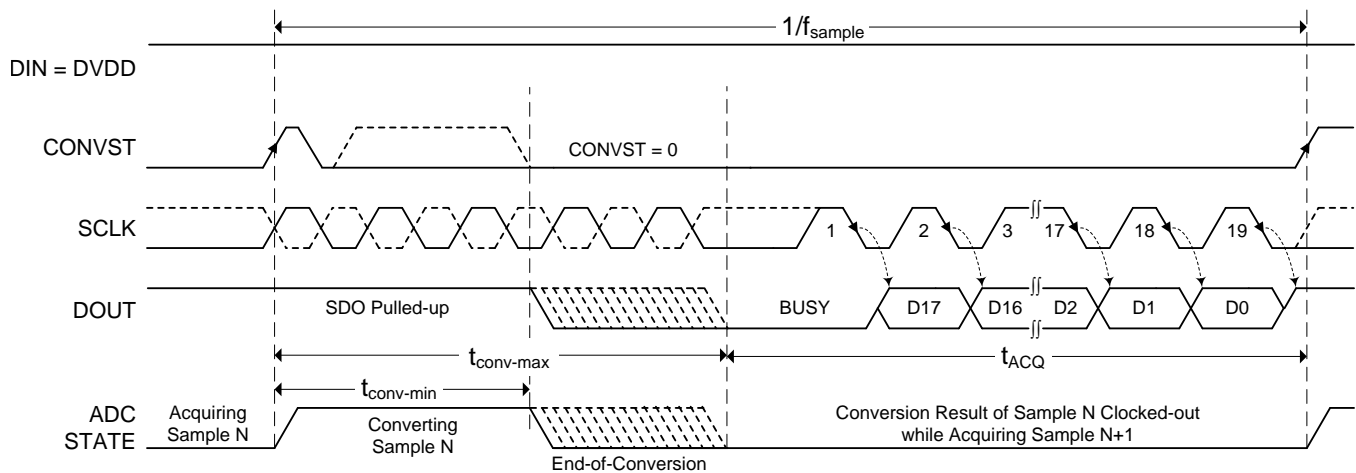 1/fsample
DIN = DVDD
CONVST
CONVST = 0
SCLK
1 2 3 17 18 19
DOUT
SDO Pulled-up
BUSY D17 D16 D2 D1 D0
tconv-max
tACQ
tconv-min
ADC
STATE
Acquiring
Sample N
Converting
Sample N
End-of-Conversion
Conversion Result of Sample N Clocked-out
while Acquiring Sample N+1